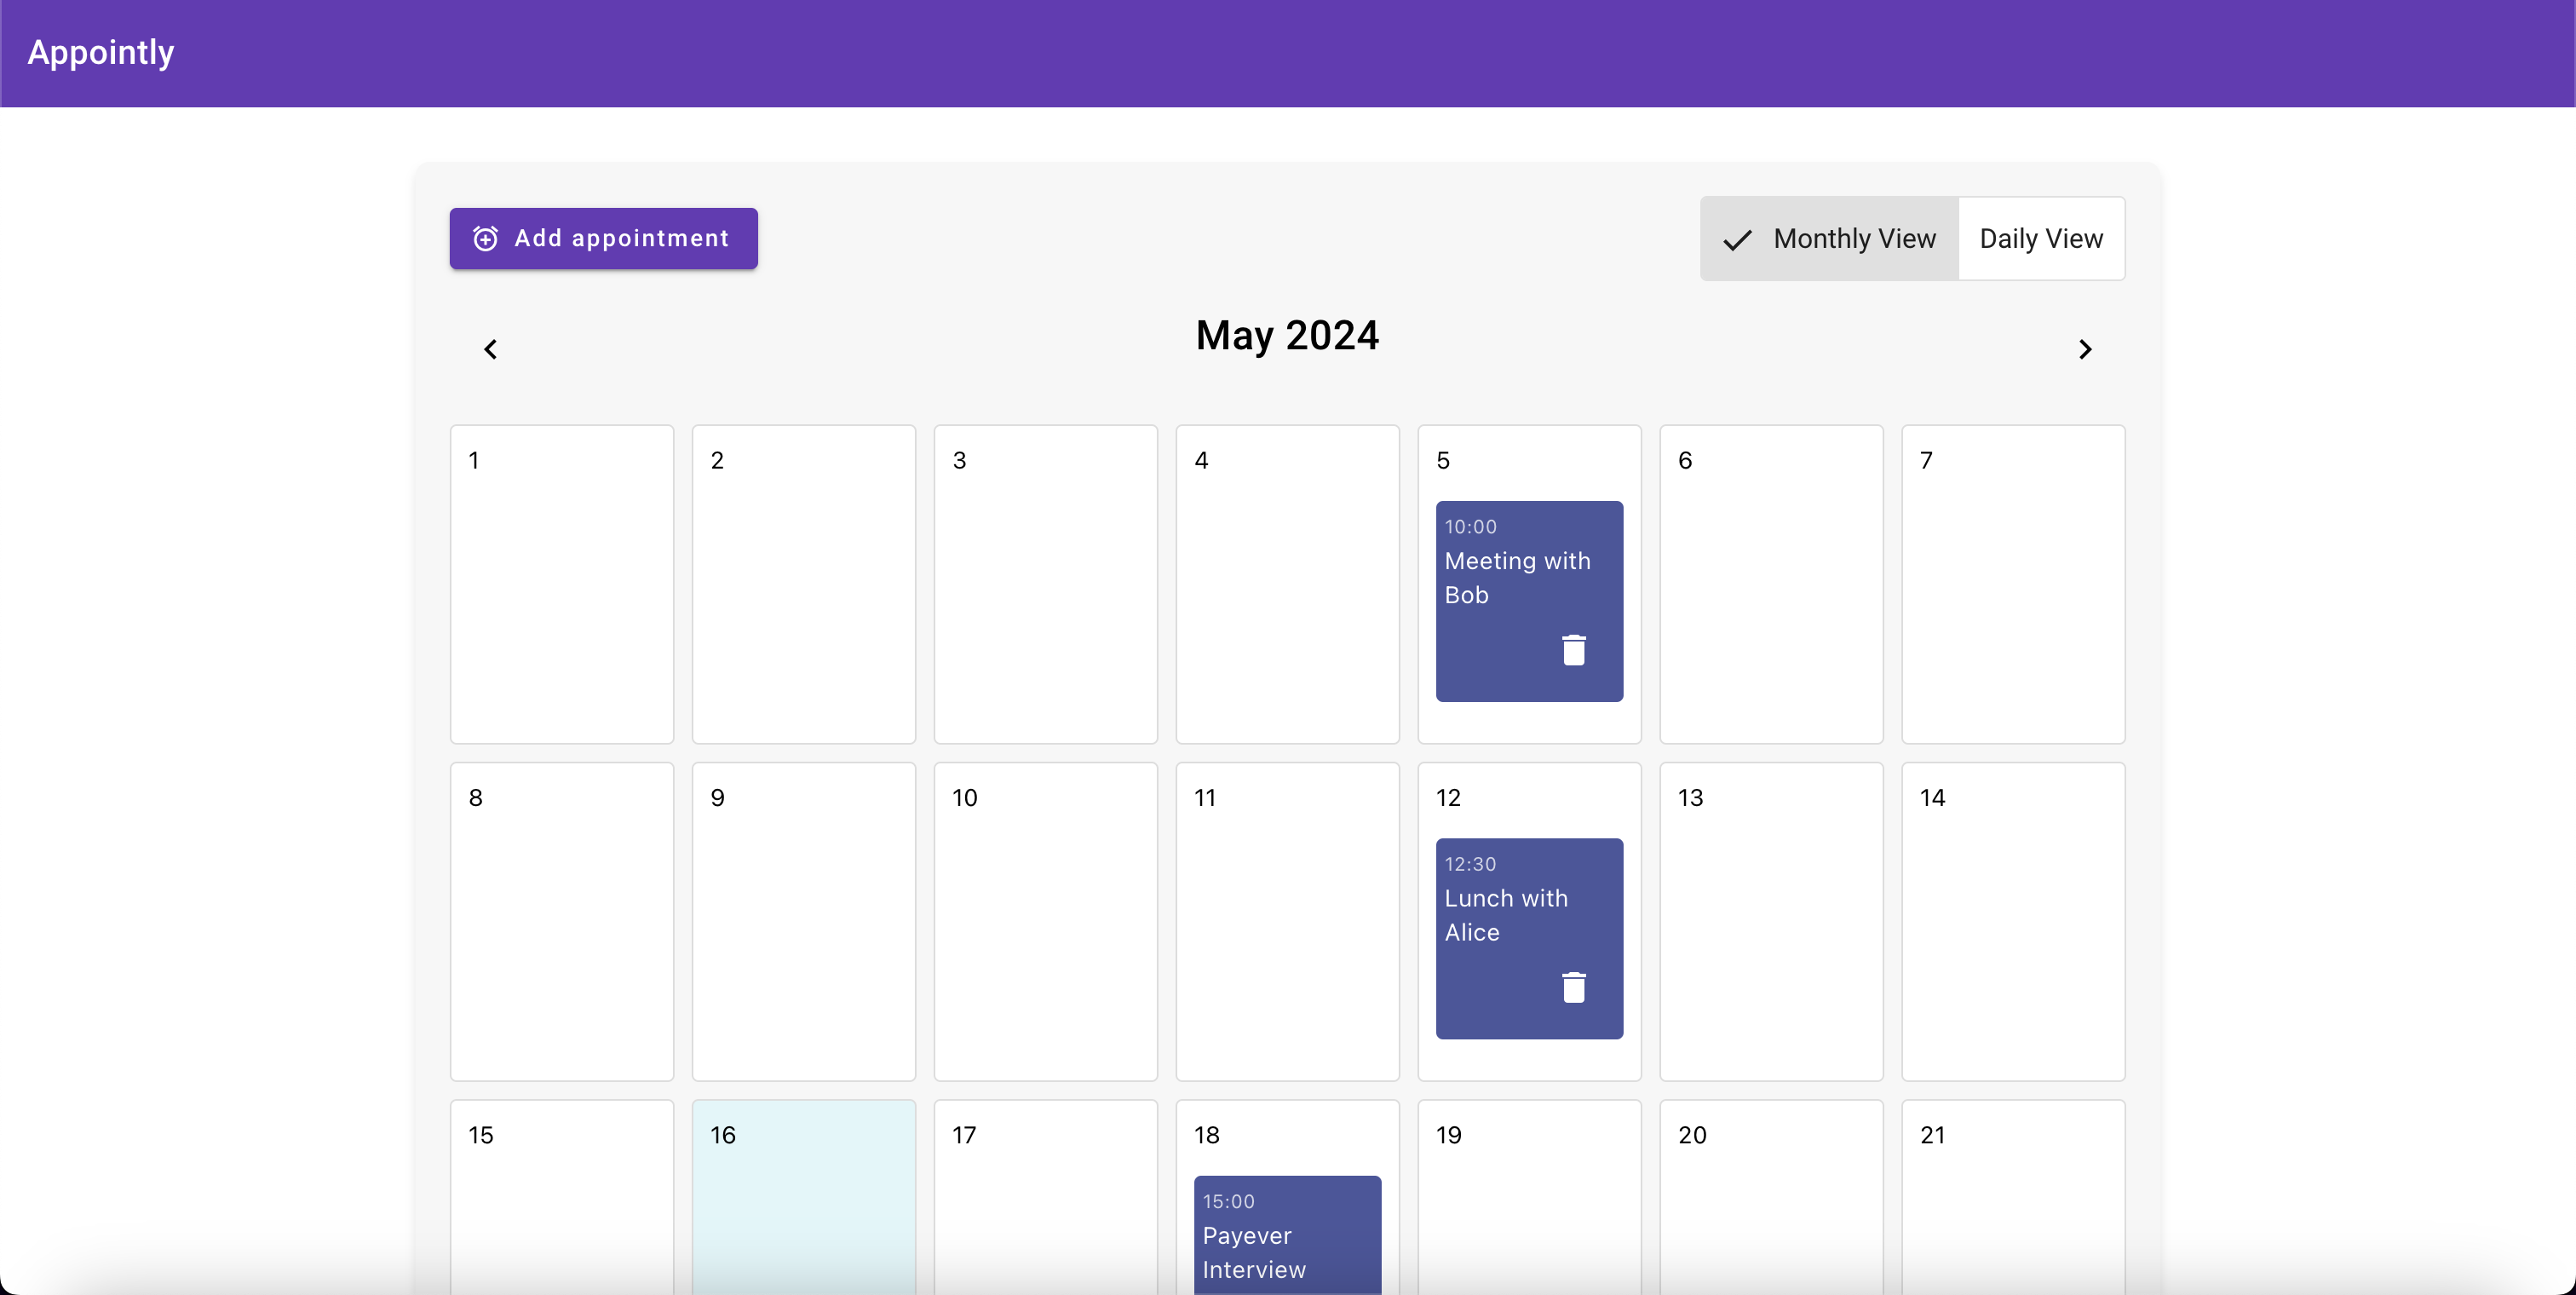 Appointly
Add appointment
Monthly View
Daily View
May 2024
1
2
3
4
5
6
7
10:00
Meeting with
Bob
8
9
10
11
12
13
14
12:30
Lunch with
Alice
15
16
17
18
19
20
21
15:00
Payever
Interview